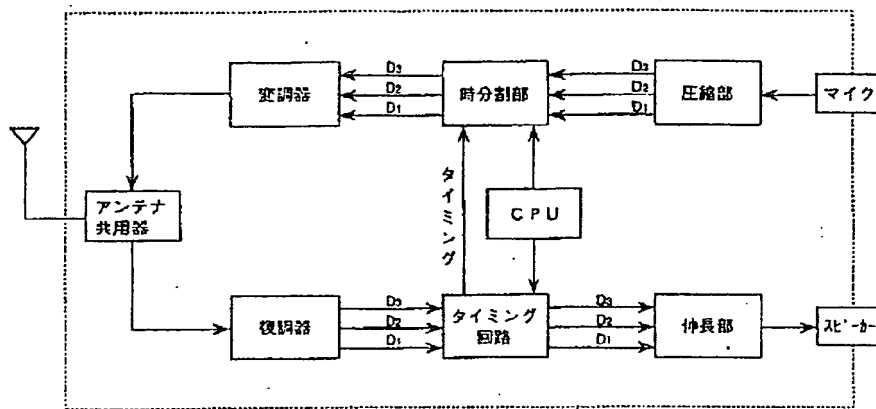 変調器
D3
D2
D1
時分割部
D3
D2
D1
圧縮部
マイク
アンテナ
共用器
タイミング
CPU
復調器
D3
D2
D1
タイミング
回路
D3
D2
D1
伸長部
スピーカー